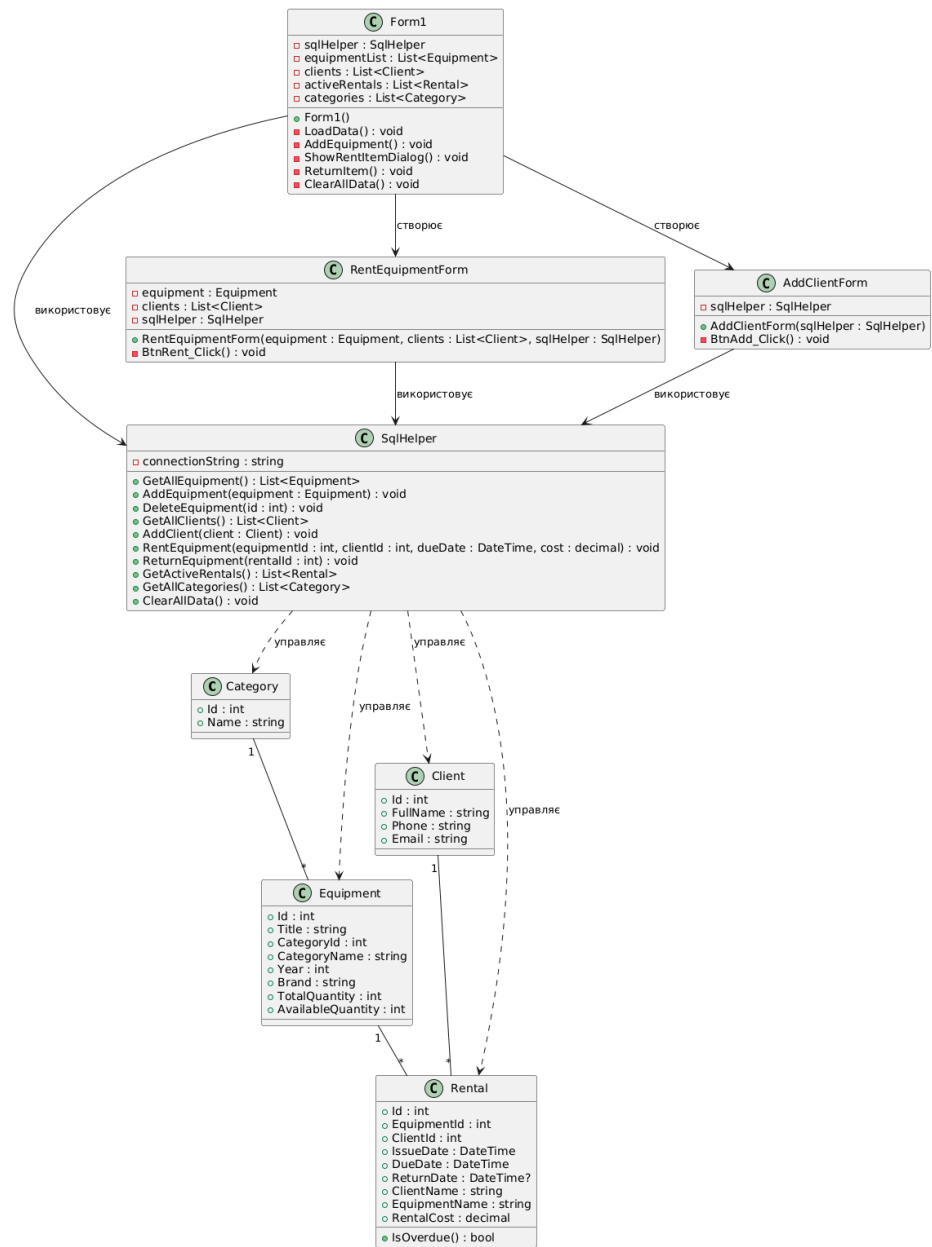 C Form1
sqlHelper : SqlHelper
equipmentList : List<Equipment>
clients : List<Client>
activeRentals : List<Rental>
categories : List<Category>
Form1()
LoadData() : void
AddEquipment() : void
ShowRentItemDialog() : void
ReturnItem() : void
ClearAllData() : void
створює
створює
використовує
C RentEquipmentForm
equipment : Equipment
clients : List<Client>
sqlHelper : SqlHelper
RentEquipmentForm(equipment : Equipment, clients : List<Client>, sqlHelper : SqlHelper)
BtnRent_Click() : void
C AddClientForm
sqlHelper : SqlHelper
AddClientForm(sqlHelper : SqlHelper)
BtnAdd_Click() : void
використовує
використовує
C SqlHelper
connectionString : string
GetAllEquipment() : List<Equipment>
AddEquipment(equipment : Equipment) : void
DeleteEquipment(id : int) : void
GetAllClients() : List<Client>
AddClient(client : Client) : void
RentEquipment(equipmentId : int, clientId : int, dueDate : DateTime, cost : decimal) : void
ReturnEquipment(rentalId : int) : void
GetActiveRentals() : List<Rental>
GetAllCategories() : List<Category>
ClearAllData() : void
управляє
управляє
управляє
управляє
C Category
Id : int
Name : string
1
*
C Client
Id : int
FullName : string
Phone : string
Email : string
1
*
C Equipment
Id : int
Title : string
CategoryId : int
CategoryName : string
Year : int
Brand : string
TotalQuantity : int
AvailableQuantity : int
1
*
C Rental
Id : int
EquipmentId : int
ClientId : int
IssueDate : DateTime
DueDate : DateTime
ReturnDate : DateTime?
ClientName : string
EquipmentName : string
RentalCost : decimal
IsOverdue() : bool